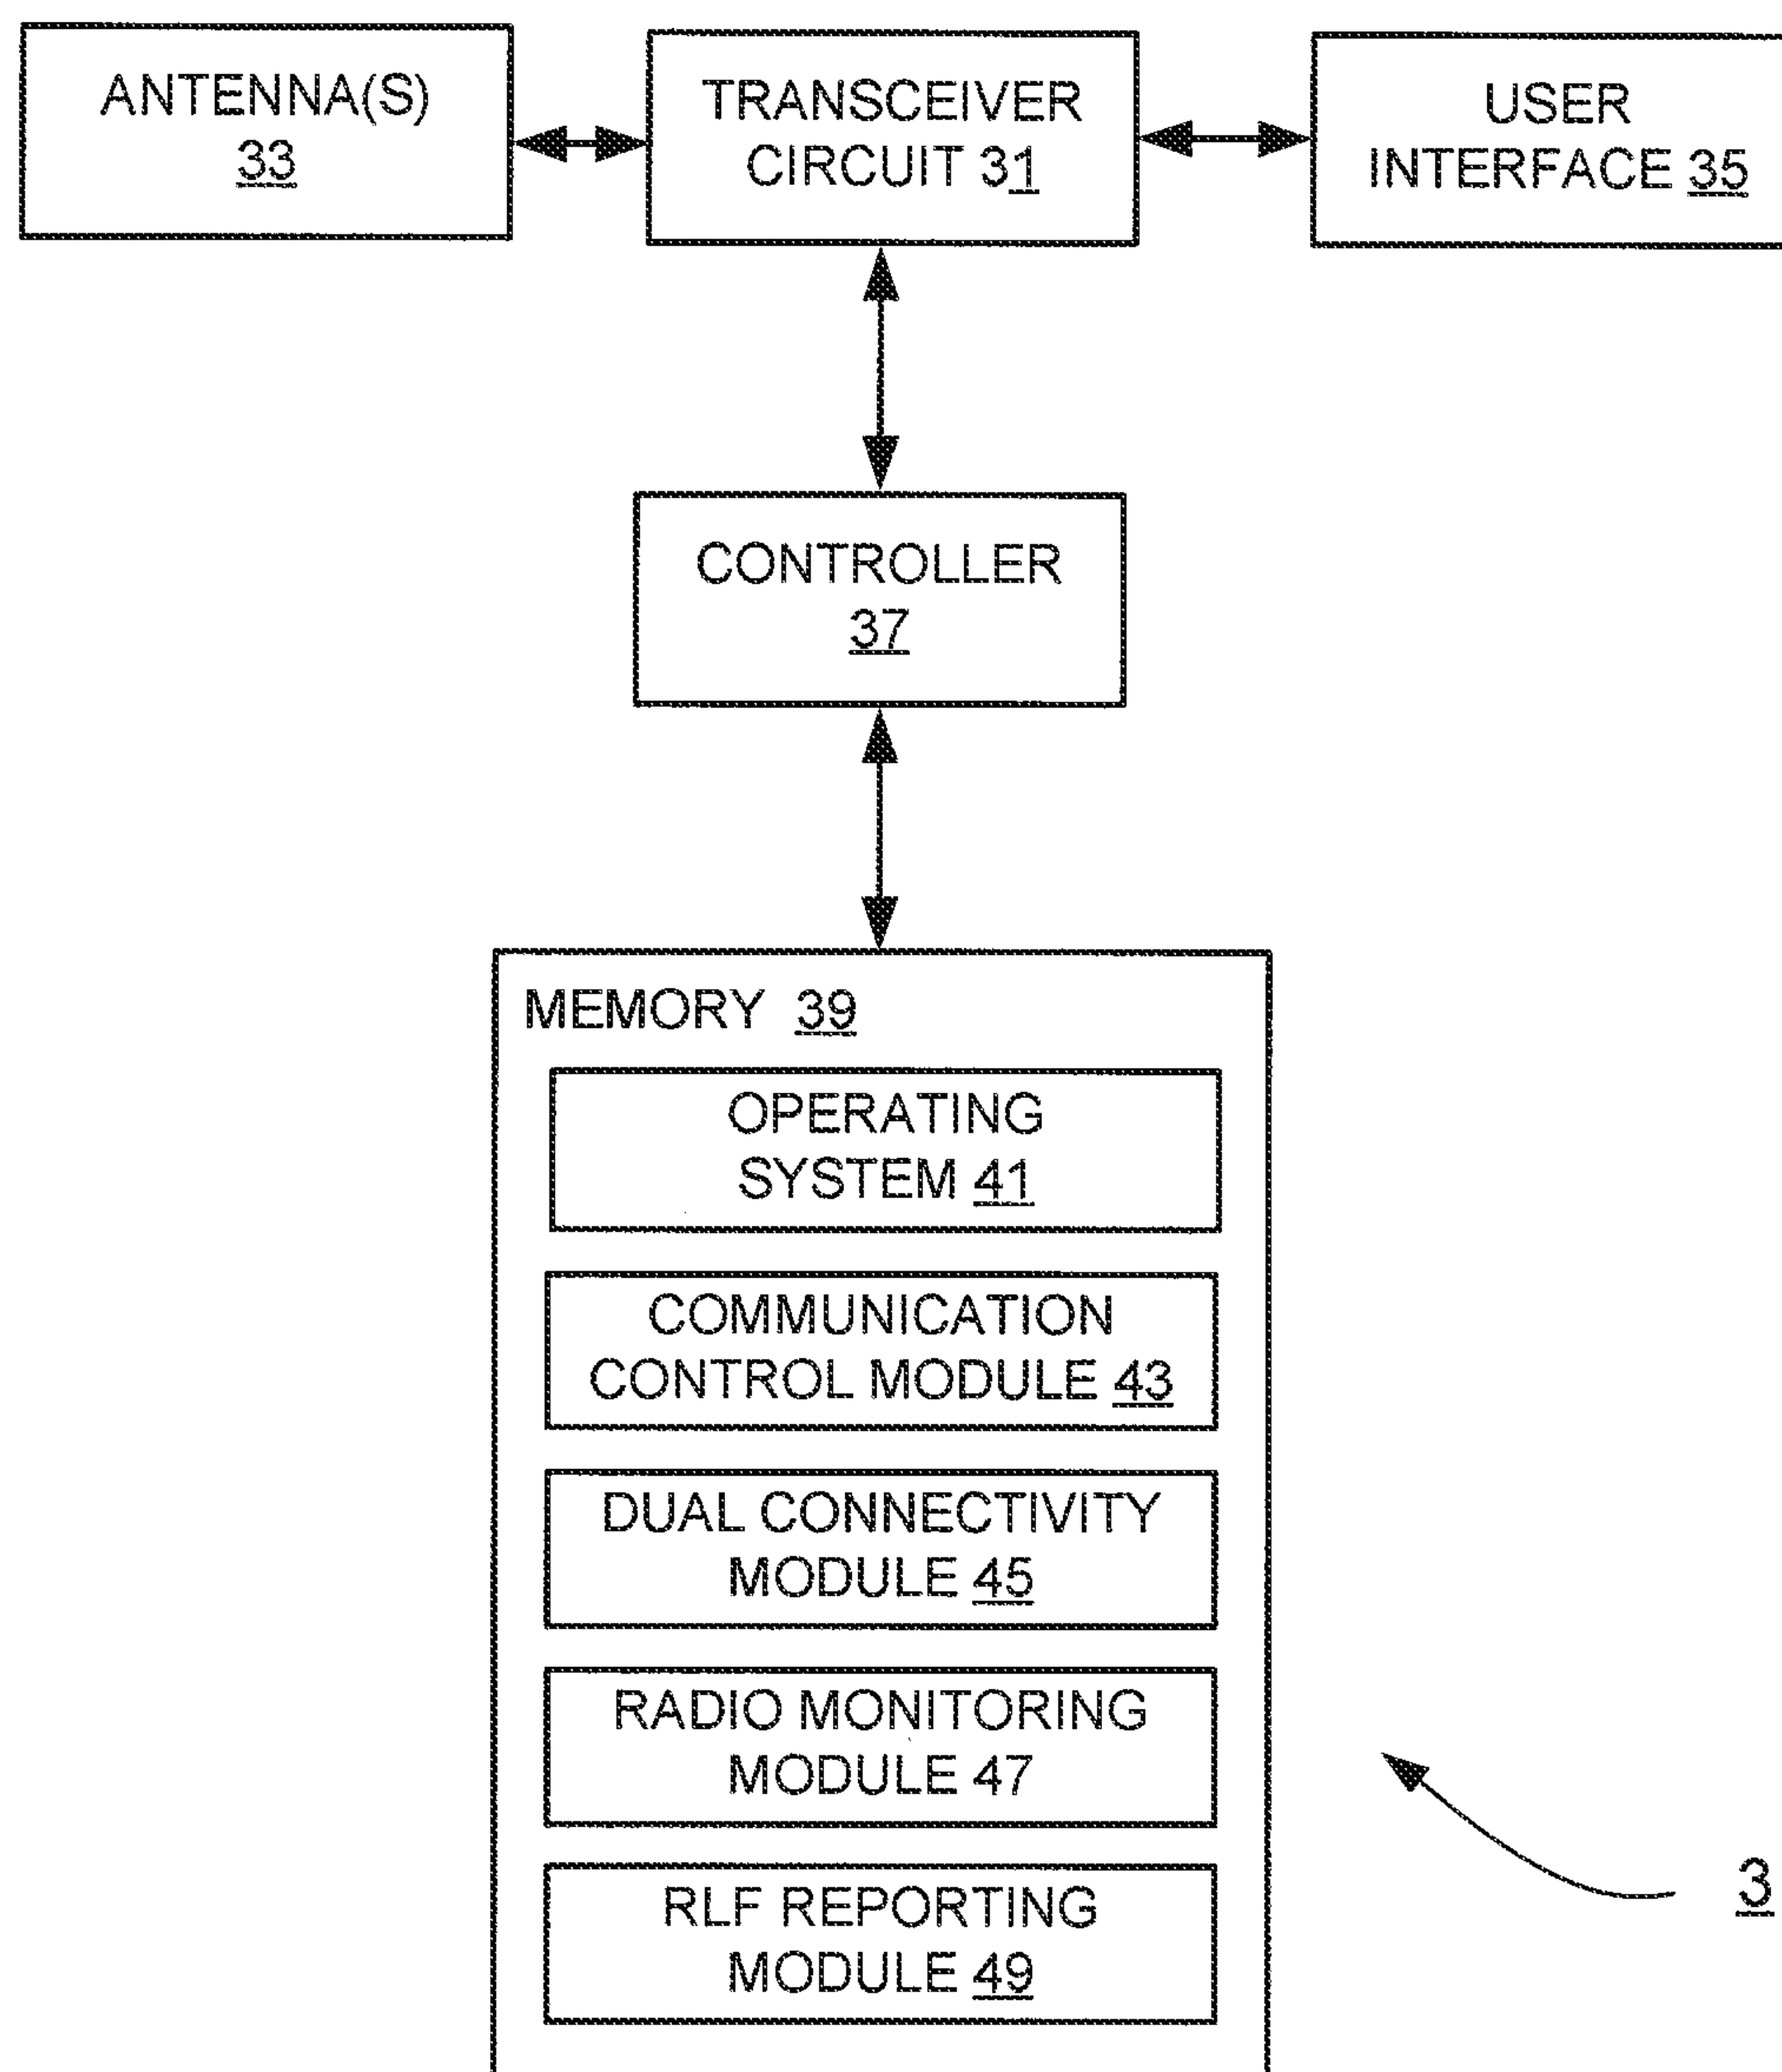 ANTENNA(S)
33
TRANSCEIVER
CIRCUIT 31
USER
INTERFACE 35
CONTROLLER
37
MEMORY 39
OPERATING
SYSTEM 41
COMMUNICATION
CONTROL MODULE 43
DUAL CONNECTIVITY
MODULE 45
RADIO MONITORING
MODULE 47
RLF REPORTING
MODULE 49
3